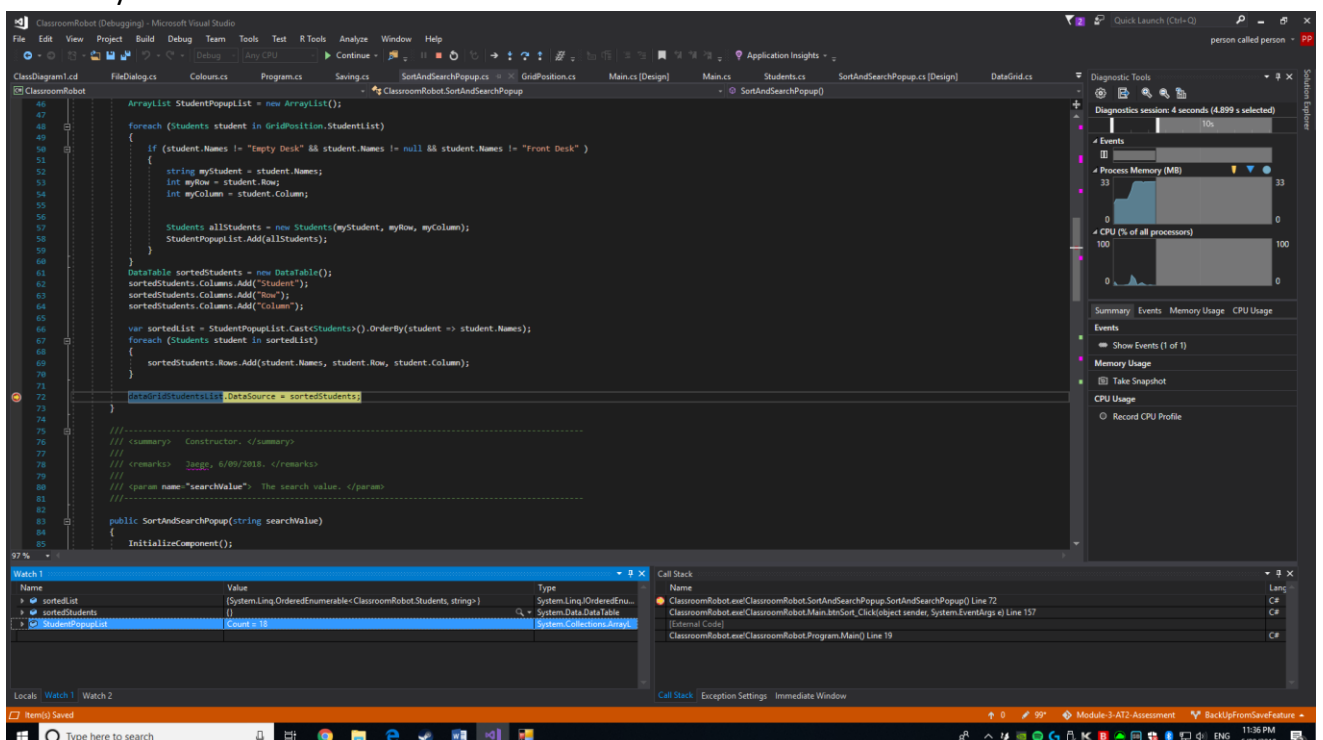 ClassroomRobot (Debugging) - Microsoft Visual Studio
2
Quick Launch (Ctrl+Q)
File Edit View Project Build Debug Team Tools Test R Tools Analyze Window Help
person called person
PP
Debug
Any CPU
Continue
Application Insights
ClassDiagram1.cd FileDialog.cs Colours.cs Program.cs Saving.cs SortAndSearchPopup.cs GridPosition.cs Main.cs [Design] Main.cs Students.cs SortAndSearchPopup.cs [Design] DataGrid.cs
ClassroomRobot
ClassroomRobot.SortAndSearchPopup
SortAndSearchPopup()
46 ArrayList StudentPopupList = new ArrayList();
47
48 foreach (Students student in GridPosition.StudentList)
49 {
50 if (student.Names != "Empty Desk" && student.Names != null && student.Names != "Front Desk" )
51 {
52 string myStudent = student.Names;
53 int myRow = student.Row;
54 int myColumn = student.Column;
55
56
57 Students allStudents = new Students(myStudent, myRow, myColumn);
58 StudentPopupList.Add(allStudents);
59 }
60 }
61 DataTable sortedStudents = new DataTable();
62 sortedStudents.Columns.Add("Student");
63 sortedStudents.Columns.Add("Row");
64 sortedStudents.Columns.Add("Column");
65
66 var sortedList = StudentPopupList.Cast<Students>().OrderBy(student => student.Names);
67 foreach (Students student in sortedList)
68 {
69 sortedStudents.Rows.Add(student.Names, student.Row, student.Column);
70 }
71
72 dataGridStudentsList.DataSource = sortedStudents;
73 }
74
75 ///-------------------------------------------------------------------------------------------------
76 /// <summary> Constructor. </summary>
77 ///
78 /// <remarks> Jaege, 6/09/2018. </remarks>
79 ///
80 /// <param name="searchValue"> The search value. </param>
81 ///-------------------------------------------------------------------------------------------------
82
83 public SortAndSearchPopup(string searchValue)
84 {
85 InitializeComponent();
97 %
Diagnostic Tools
Diagnostics session: 4 seconds (4.899 s selected)
10s
Events
Process Memory (MB)
33 33
0 0
CPU (% of all processors)
100 100
0 0
Summary Events Memory Usage CPU Usage
Events
Show Events (1 of 1)
Memory Usage
Take Snapshot
CPU Usage
Record CPU Profile
Solution Explorer
Watch 1
Name Value Type
sortedList {System.Linq.OrderedEnumerable<ClassroomRobot.Students, string>} System.Linq.IOrderedEnu...
sortedStudents {} System.Data.DataTable
StudentPopupList Count = 18 System.Collections.ArrayL
Locals Watch 1 Watch 2
Call Stack
Name Lang
ClassroomRobot.exe!ClassroomRobot.SortAndSearchPopup.SortAndSearchPopup() Line 72 C#
ClassroomRobot.exe!ClassroomRobot.Main.btnSort_Click(object sender, System.EventArgs e) Line 157 C#
[External Code]
ClassroomRobot.exe!ClassroomRobot.Program.Main() Line 19 C#
Call Stack Exception Settings Immediate Window
Item(s) Saved
0 99* Module-3-AT2-Assessment BackUpFromSaveFeature
Type here to search
ENG
11:36 PM